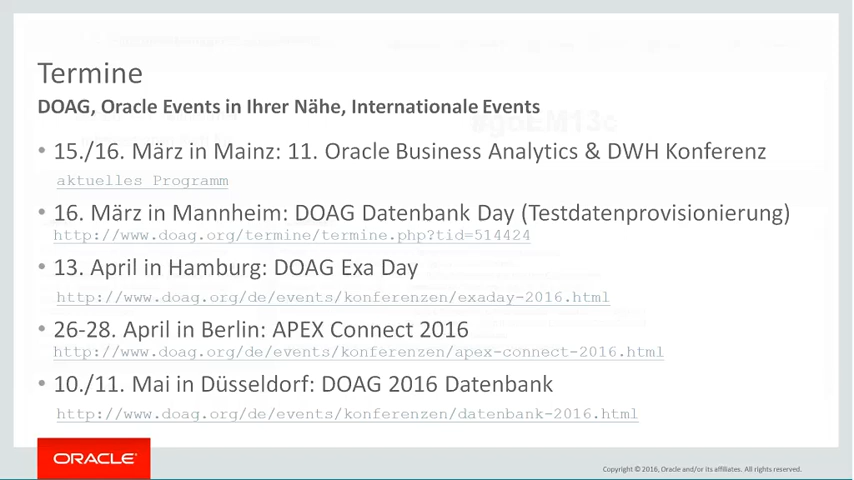 Termine
DOAG, Oracle Events in Ihrer Nähe, Internationale Events
• 15./16. März in Mainz: 11. Oracle Business Analytics & DWH Konferenz
aktuelles Programm
• 16. März in Mannheim: DOAG Datenbank Day (Testdatenprovisionierung)
http://www.doag.org/termine/termine.php?tid=514424
• 13. April in Hamburg: DOAG Exa Day
http://www.doag.org/de/events/konferenzen/exaday-2016.html
• 26-28. April in Berlin: APEX Connect 2016
http://www.doag.org/de/events/konferenzen/apex-connect-2016.html
• 10./11. Mai in Düsseldorf: DOAG 2016 Datenbank
http://www.doag.org/de/events/konferenzen/datenbank-2016.html
ORACLE
Copyright © 2016, Oracle and/or its affiliates. All rights reserved.